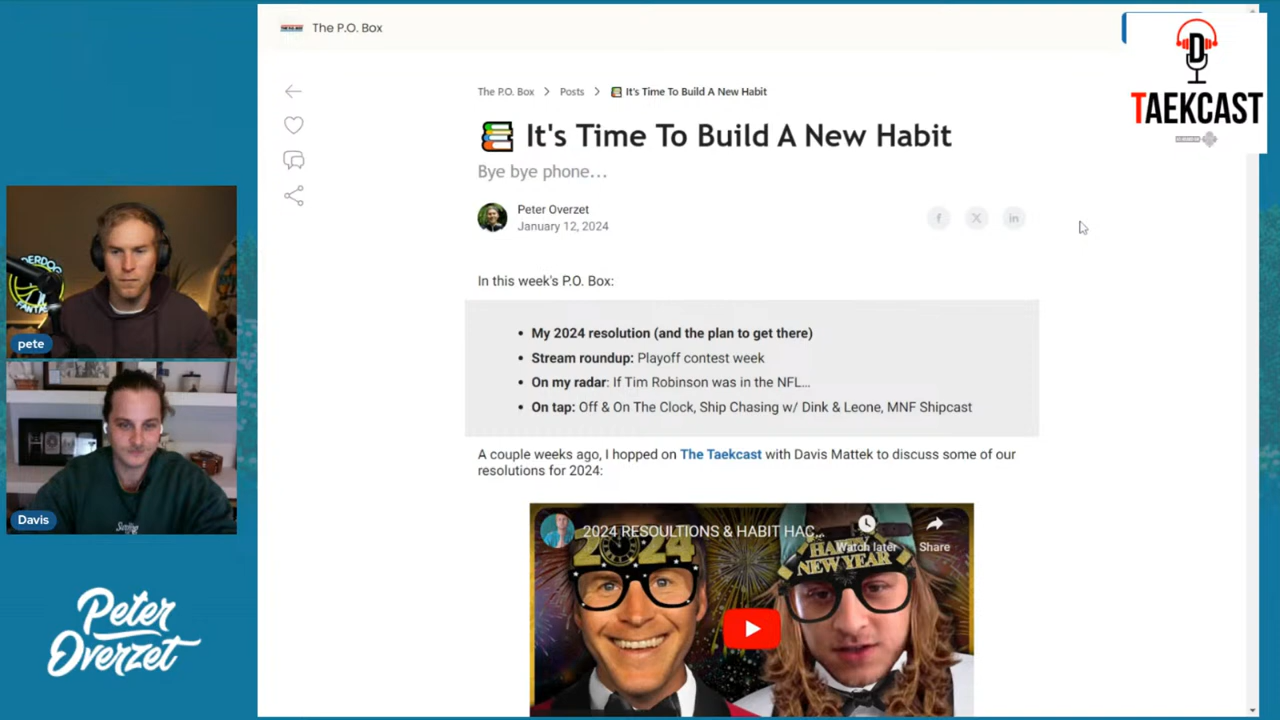 The P.O. Box
D
TAEKCAST
The P.O. Box > Posts > It's Time To Build A New Habit
It's Time To Build A New Habit
Bye bye phone...
Peter Overzet
January 12, 2024
In this week's P.O. Box:
• My 2024 resolution (and the plan to get there)
• Stream roundup: Playoff contest week
• On my radar: If Tim Robinson was in the NFL...
• On tap: Off & On The Clock, Ship Chasing w/ Dink & Leone, MNF Shipcast
A couple weeks ago, I hopped on The Taekcast with Davis Mattek to discuss some of our
resolutions for 2024:
2024 RESOULTIONS & HABIT HAC...
Watch later
Share
2024
HAPPY
NEW YEAR
pete
Davis
Peter
Overzet